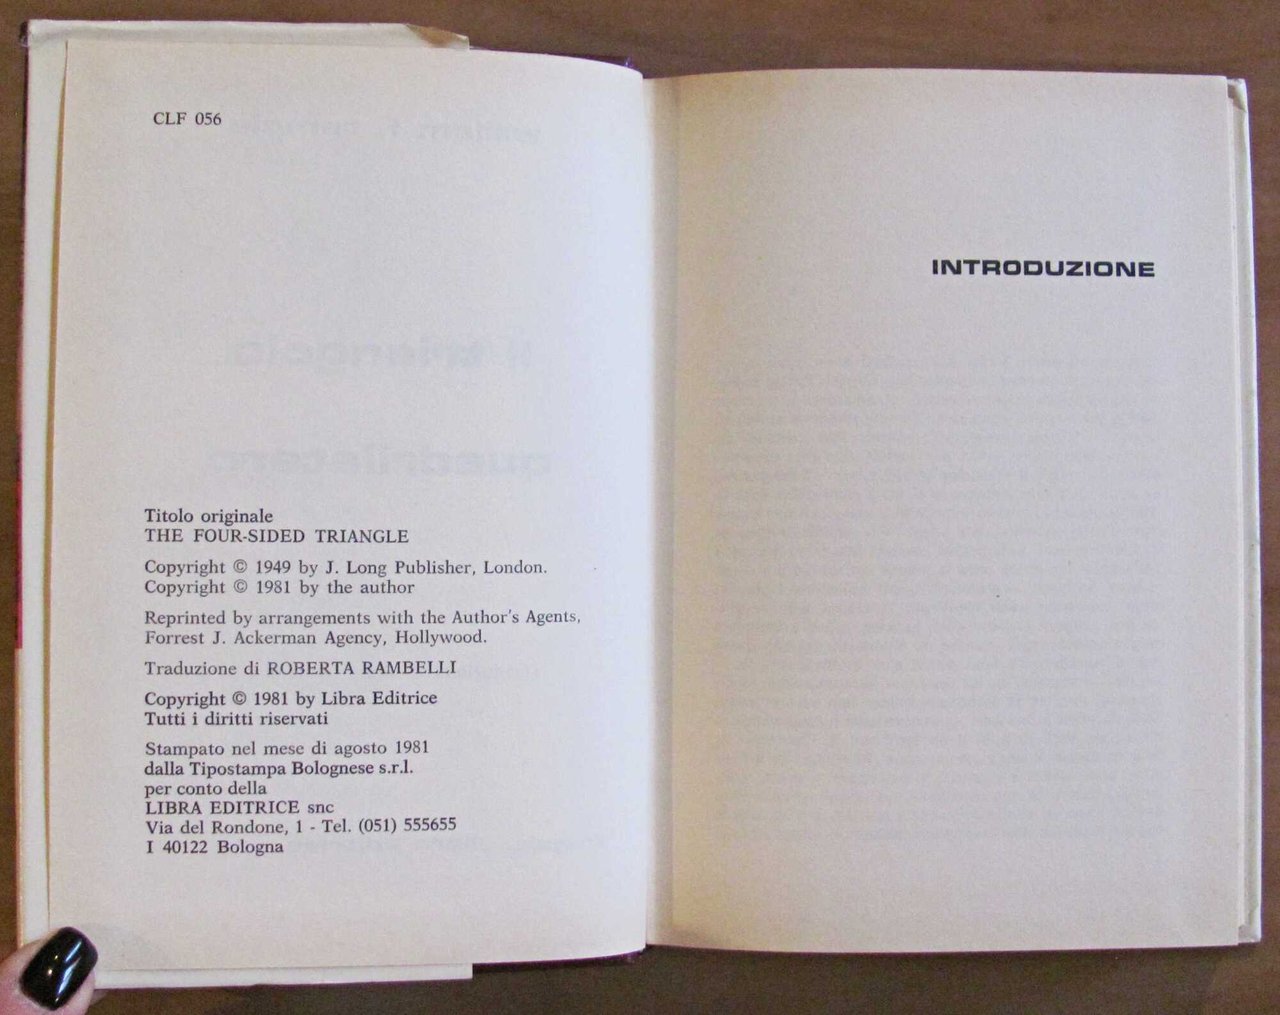 CLF 056
Titolo originale
THE FOUR-SIDED TRIANGLE
Copyright © 1949 by J. Long Publisher, London.
Copyright © 1981 by the author
Reprinted by arrangements with the Author's Agents,
Forrest J. Ackerman Agency, Hollywood.
Traduzione di ROBERTA RAMBELLI
Copyright © 1981 by Libra Editrice
Tutti i diritti riservati
Stampato nel mese di agosto 1981
dalla Tipostampa Bolognese s.r.l.
per conto della
LIBRA EDITRICE snc
Via del Rondone, 1 - Tel. (051) 555655
I 40122 Bologna
INTRODUZIONE